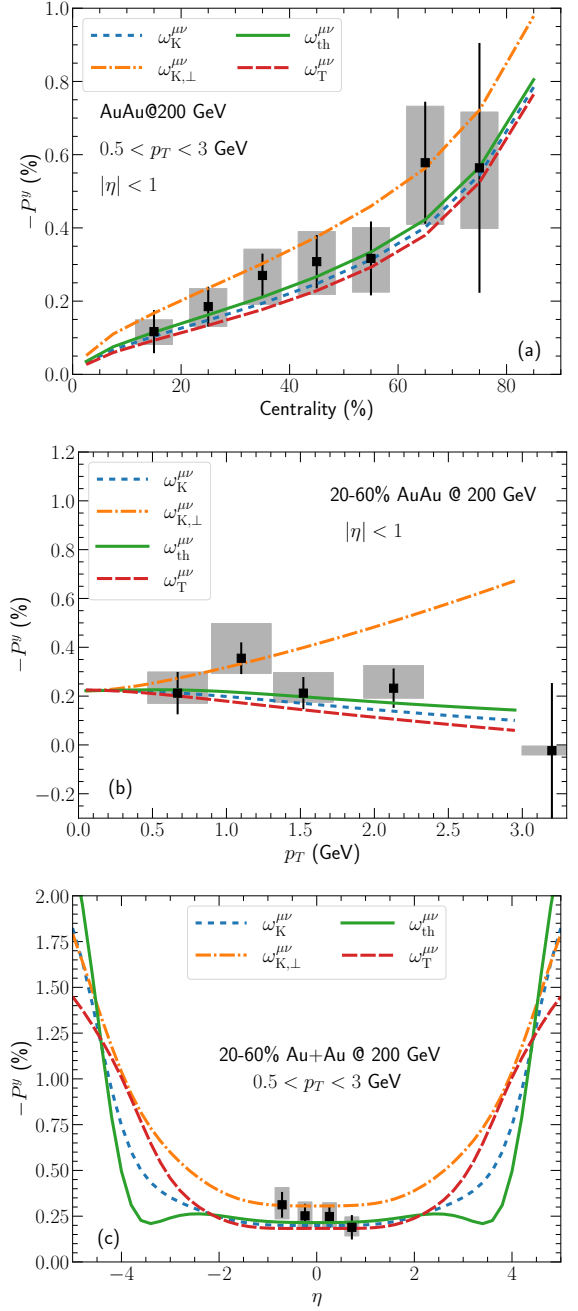 1.0
0.8
0.6
0.4
0.2
0.0
−P^y (%)
ω_K^{μν}
ω_{K,⊥}^{μν}
ω_th^{μν}
ω_T^{μν}
AuAu@200 GeV
0.5 < p_T < 3 GeV
|η| < 1
(a)
20 40 60 80
Centrality (%)
1.2
1.0
0.8
0.6
0.4
0.2
0.0
−0.2
−P^y (%)
ω_K^{μν}
ω_{K,⊥}^{μν}
ω_th^{μν}
ω_T^{μν}
20-60% AuAu @ 200 GeV
|η| < 1
(b)
0.0 0.5 1.0 1.5 2.0 2.5 3.0
p_T (GeV)
2.00
1.75
1.50
1.25
1.00
0.75
0.50
0.25
0.00
−P^y (%)
ω_K^{μν}
ω_{K,⊥}^{μν}
ω_th^{μν}
ω_T^{μν}
20-60% Au+Au @ 200 GeV
0.5 < p_T < 3 GeV
(c)
−4 −2 0 2 4
η